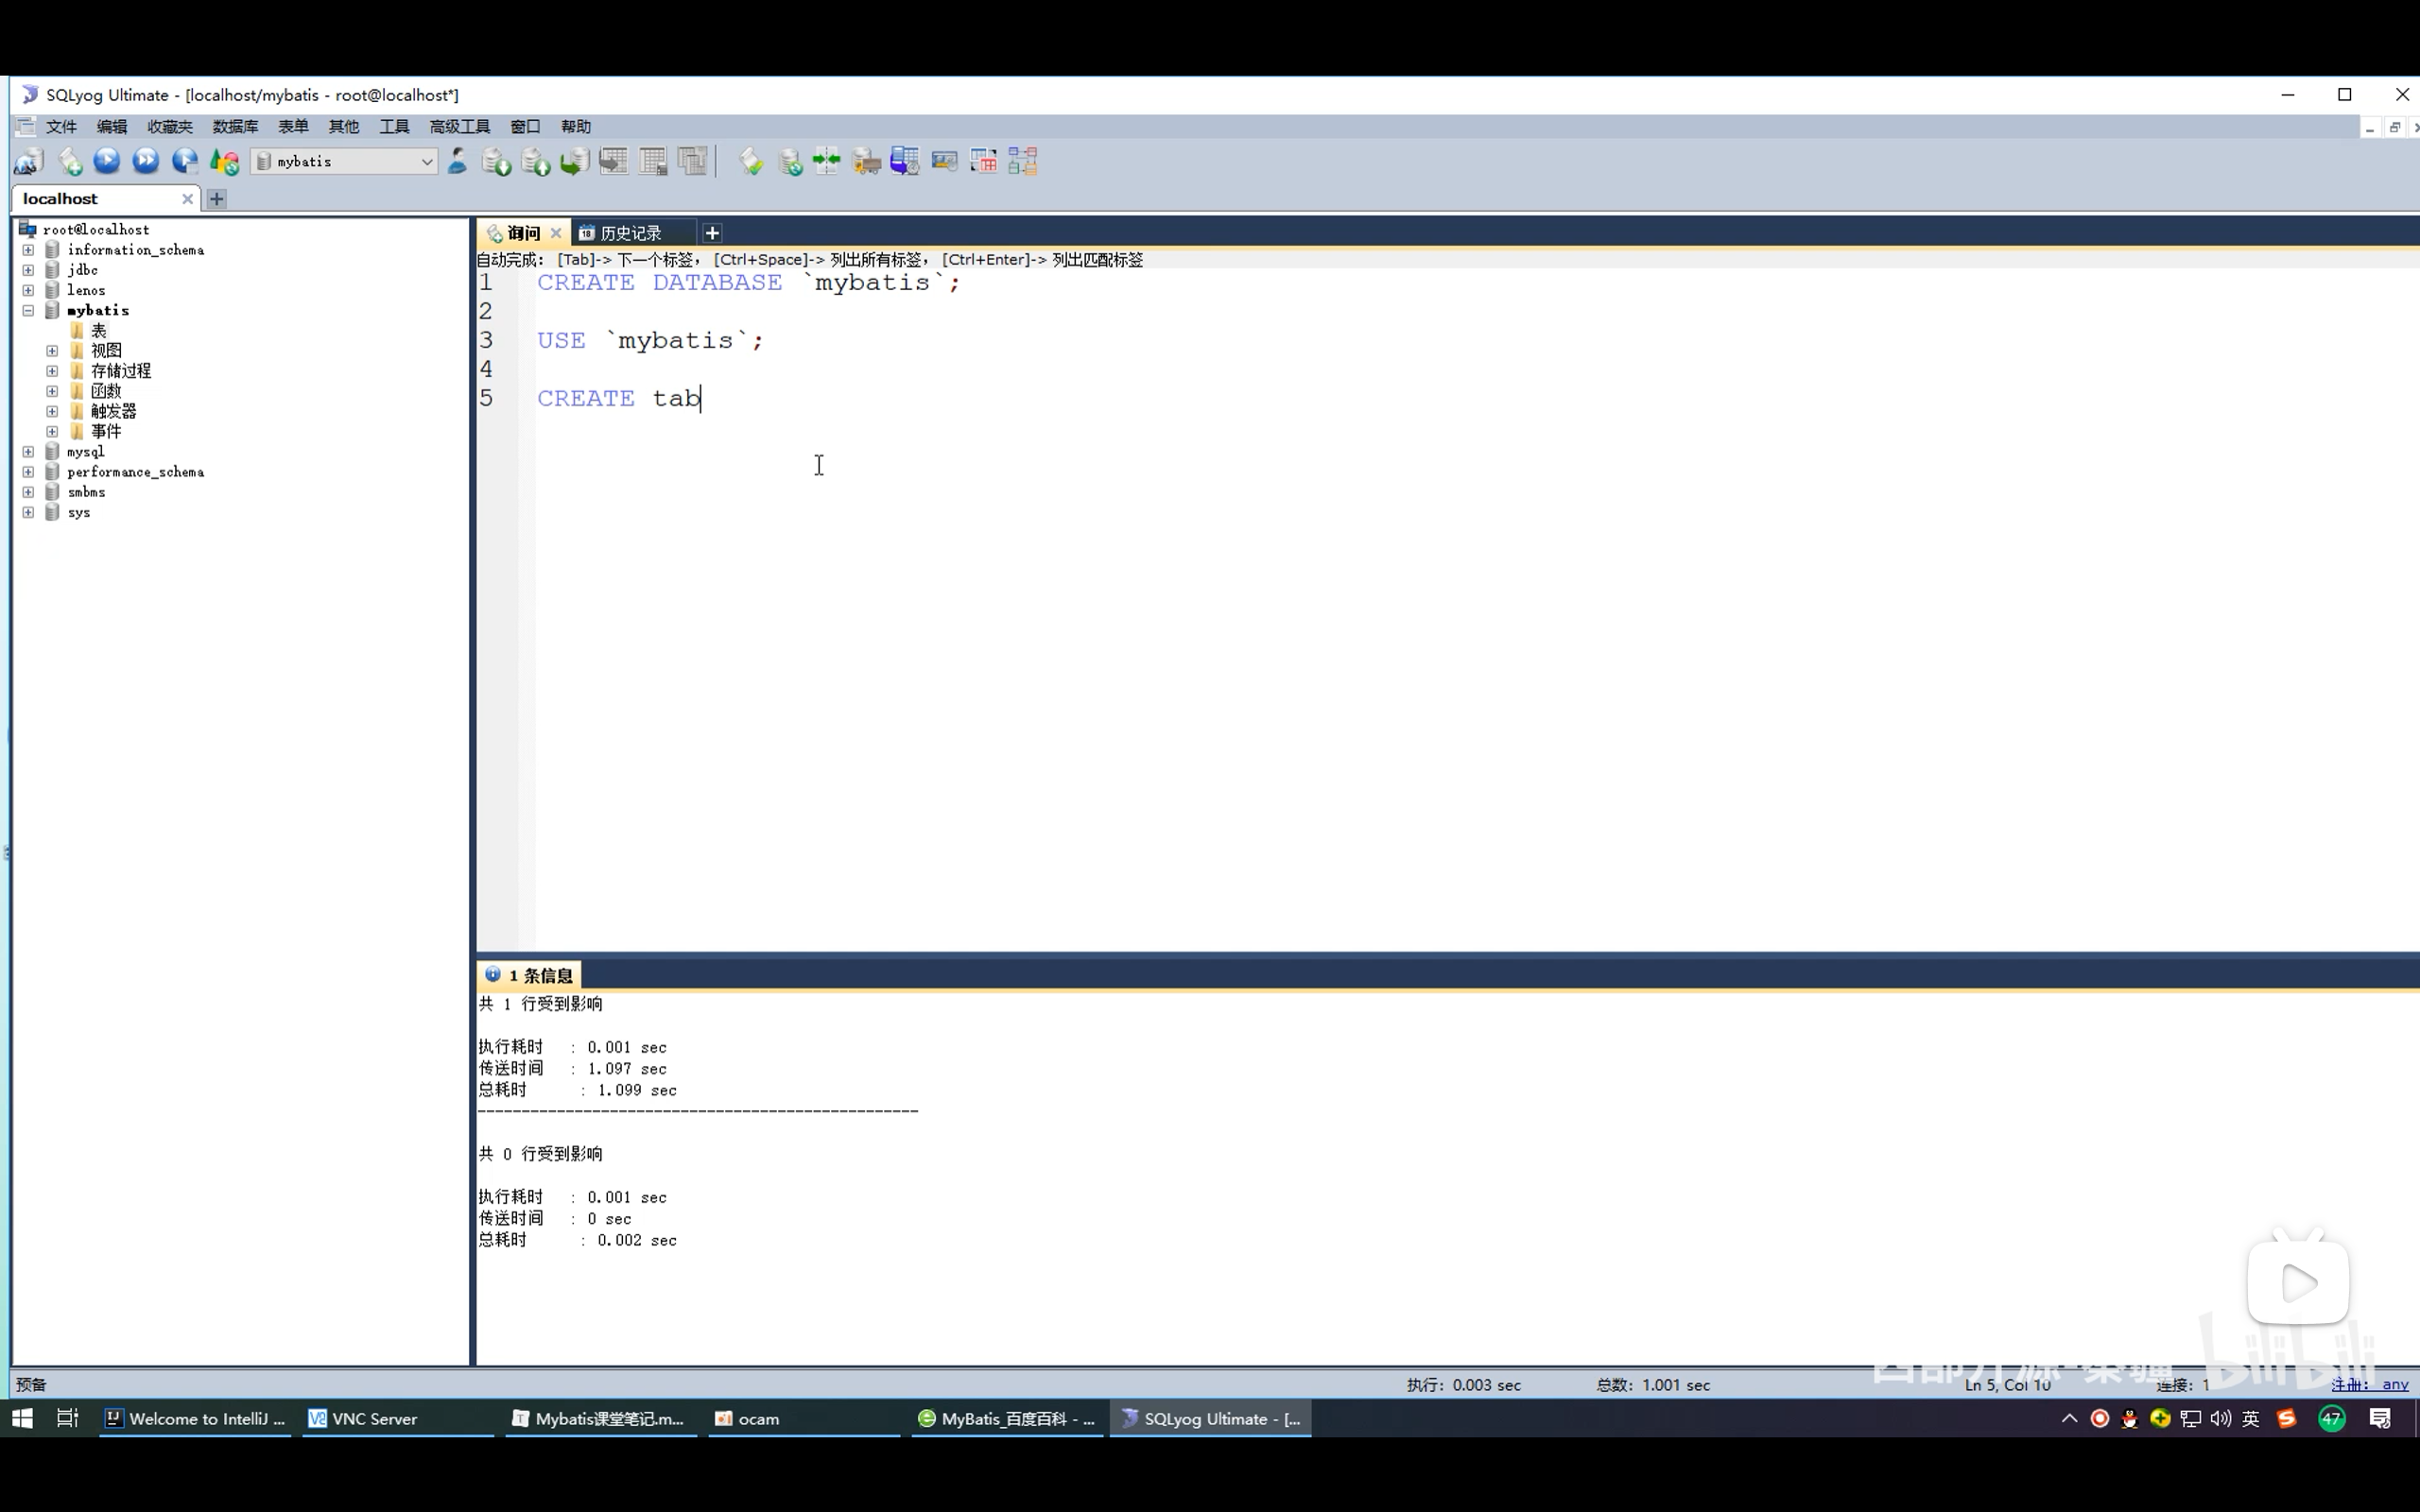 SQLyog Ultimate - [localhost/mybatis - root@localhost*]
文件 编辑 收藏夹 数据库 表单 其他 工具 高级工具 窗口 帮助
mybatis
localhost
root@localhost
information_schema
jdbc
lenos
mybatis
表
视图
存储过程
函数
触发器
事件
mysql
performance_schema
smbms
sys
询问 历史记录
自动完成: [Tab]-> 下一个标签, [Ctrl+Space]-> 列出所有标签, [Ctrl+Enter]-> 列出匹配标签
1 CREATE DATABASE `mybatis`;
2
3 USE `mybatis`;
4
5 CREATE tab
1 条信息
共 1 行受到影响
执行耗时 : 0.001 sec
传送时间 : 1.097 sec
总耗时 : 1.099 sec
--------------------------------------------------
共 0 行受到影响
执行耗时 : 0.001 sec
传送时间 : 0 sec
总耗时 : 0.002 sec
bilibili
预备 执行: 0.003 sec 总数: 1.001 sec Ln 5, Col 10 连接: 1 注册: any
Welcome to IntelliJ ... VNC Server Mybatis课堂笔记.m... ocam MyBatis_百度百科 - ... SQLyog Ultimate - [... 英 47